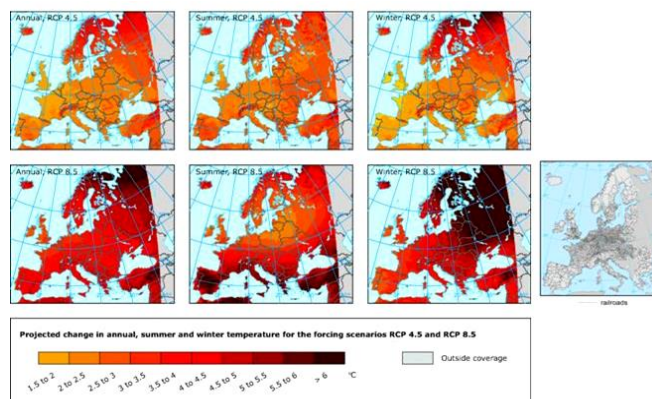 Annual, RCP 4.5
Summer, RCP 4.5
Winter, RCP 4.5
Annual, RCP 8.5
Summer, RCP 8.5
Winter, RCP 8.5
railroads
Projected change in annual, summer and winter temperature for the forcing scenarios RCP 4.5 and RCP 8.5
1.5 to 2
2 to 2.5
2.5 to 3
3 to 3.5
3.5 to 4
4 to 4.5
4.5 to 5
5 to 5.5
5.5 to 6
> 6
°C
Outside coverage